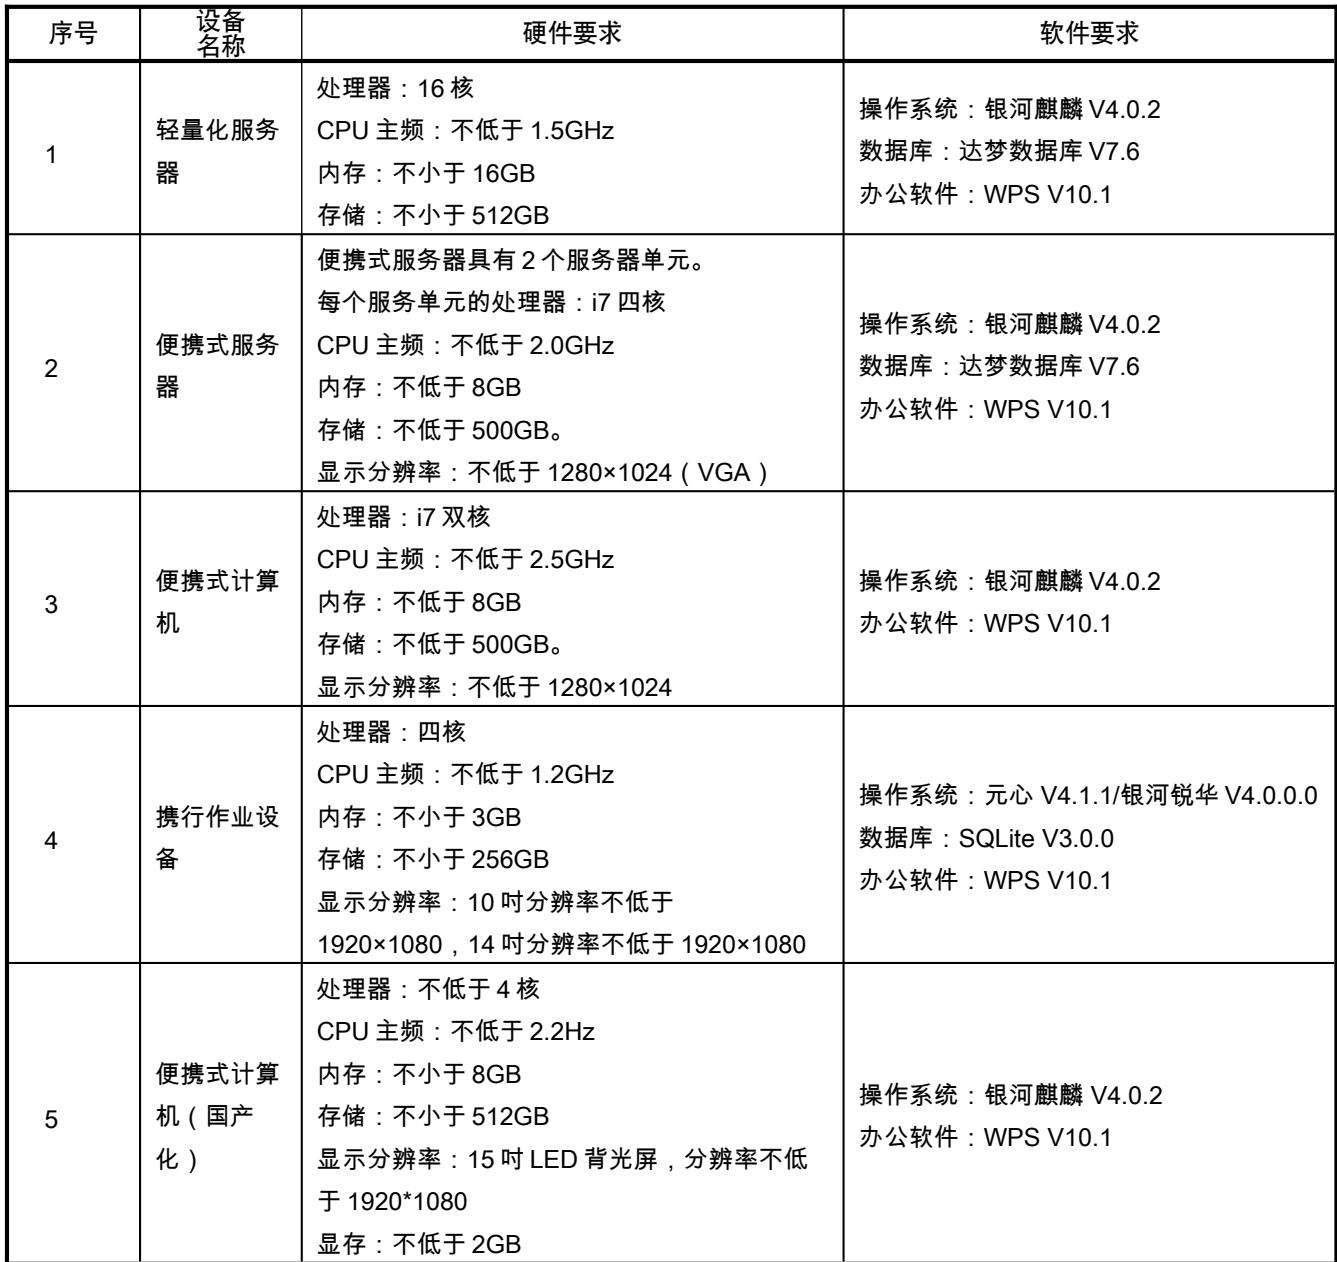 序号
设备
名称
硬件要求
软件要求
1
轻量化服务
器
处理器：16 核
CPU 主频：不低于 1.5GHz
内存：不小于 16GB
存储：不小于 512GB
操作系统：银河麒麟 V4.0.2
数据库：达梦数据库 V7.6
办公软件：WPS V10.1
2
便携式服务
器
便携式服务器具有 2 个服务器单元。
每个服务单元的处理器：i7 四核
CPU 主频：不低于 2.0GHz
内存：不低于 8GB
存储：不低于 500GB。
显示分辨率：不低于 1280×1024（VGA）
操作系统：银河麒麟 V4.0.2
数据库：达梦数据库 V7.6
办公软件：WPS V10.1
3
便携式计算
机
处理器：i7 双核
CPU 主频：不低于 2.5GHz
内存：不低于 8GB
存储：不低于 500GB。
显示分辨率：不低于 1280×1024
操作系统：银河麒麟 V4.0.2
办公软件：WPS V10.1
4
携行作业设
备
处理器：四核
CPU 主频：不低于 1.2GHz
内存：不小于 3GB
存储：不小于 256GB
显示分辨率：10 吋分辨率不低于
1920×1080，14 吋分辨率不低于 1920×1080
操作系统：元心 V4.1.1/银河锐华 V4.0.0.0
数据库：SQLite V3.0.0
办公软件：WPS V10.1
5
便携式计算
机（国产
化）
处理器：不低于 4 核
CPU 主频：不低于 2.2Hz
内存：不小于 8GB
存储：不小于 512GB
显示分辨率：15 吋 LED 背光屏，分辨率不低
于 1920*1080
显存：不低于 2GB
操作系统：银河麒麟 V4.0.2
办公软件：WPS V10.1